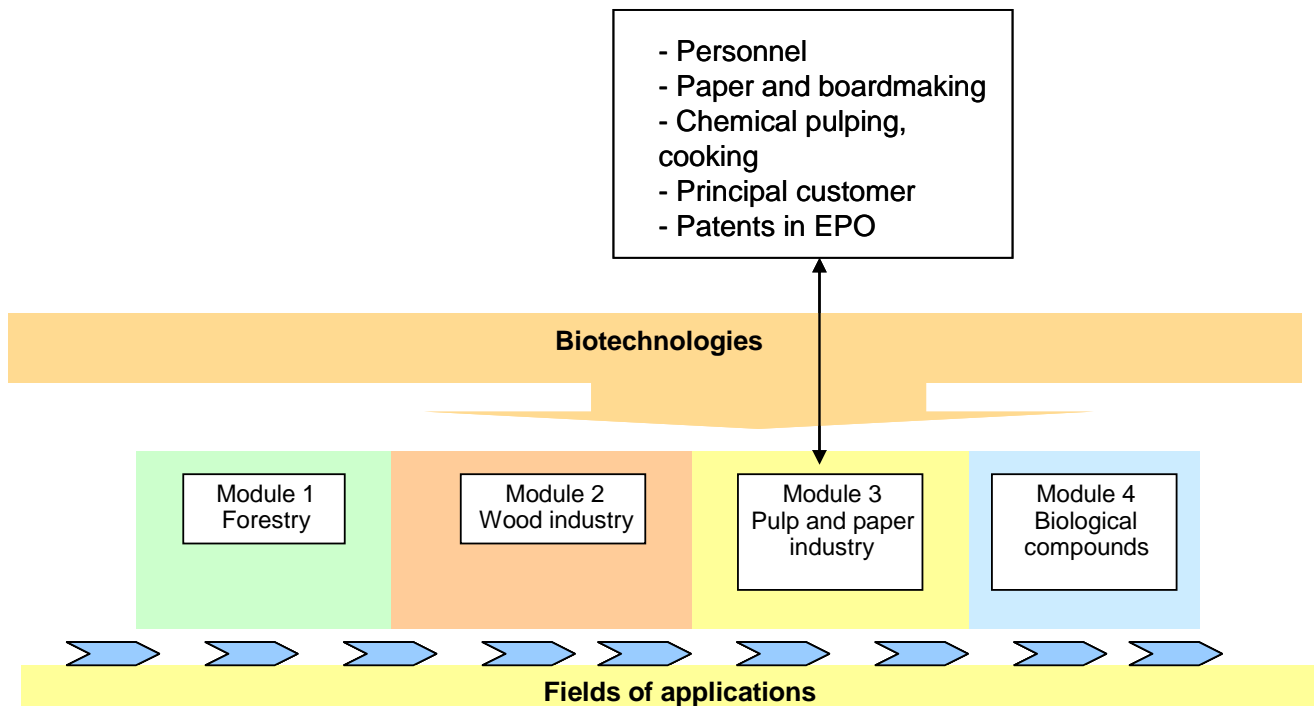 - Personnel
- Paper and boardmaking
- Chemical pulping,
cooking
- Principal customer
- Patents in EPO
Biotechnologies
Module 1
Forestry
Module 2
Wood industry
Module 3
Pulp and paper
industry
Module 4
Biological
compounds
Fields of applications